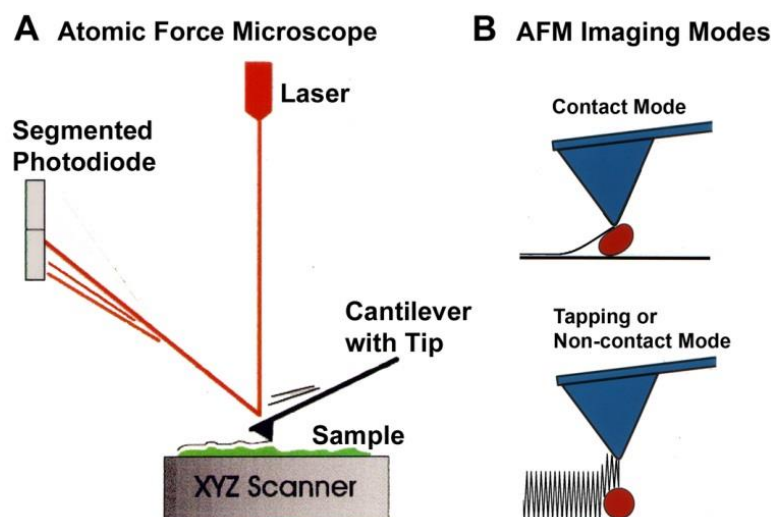 A Atomic Force Microscope
Laser
Segmented
Photodiode
Cantilever
with Tip
Sample
XYZ Scanner
B AFM Imaging Modes
Contact Mode
Tapping or
Non-contact Mode